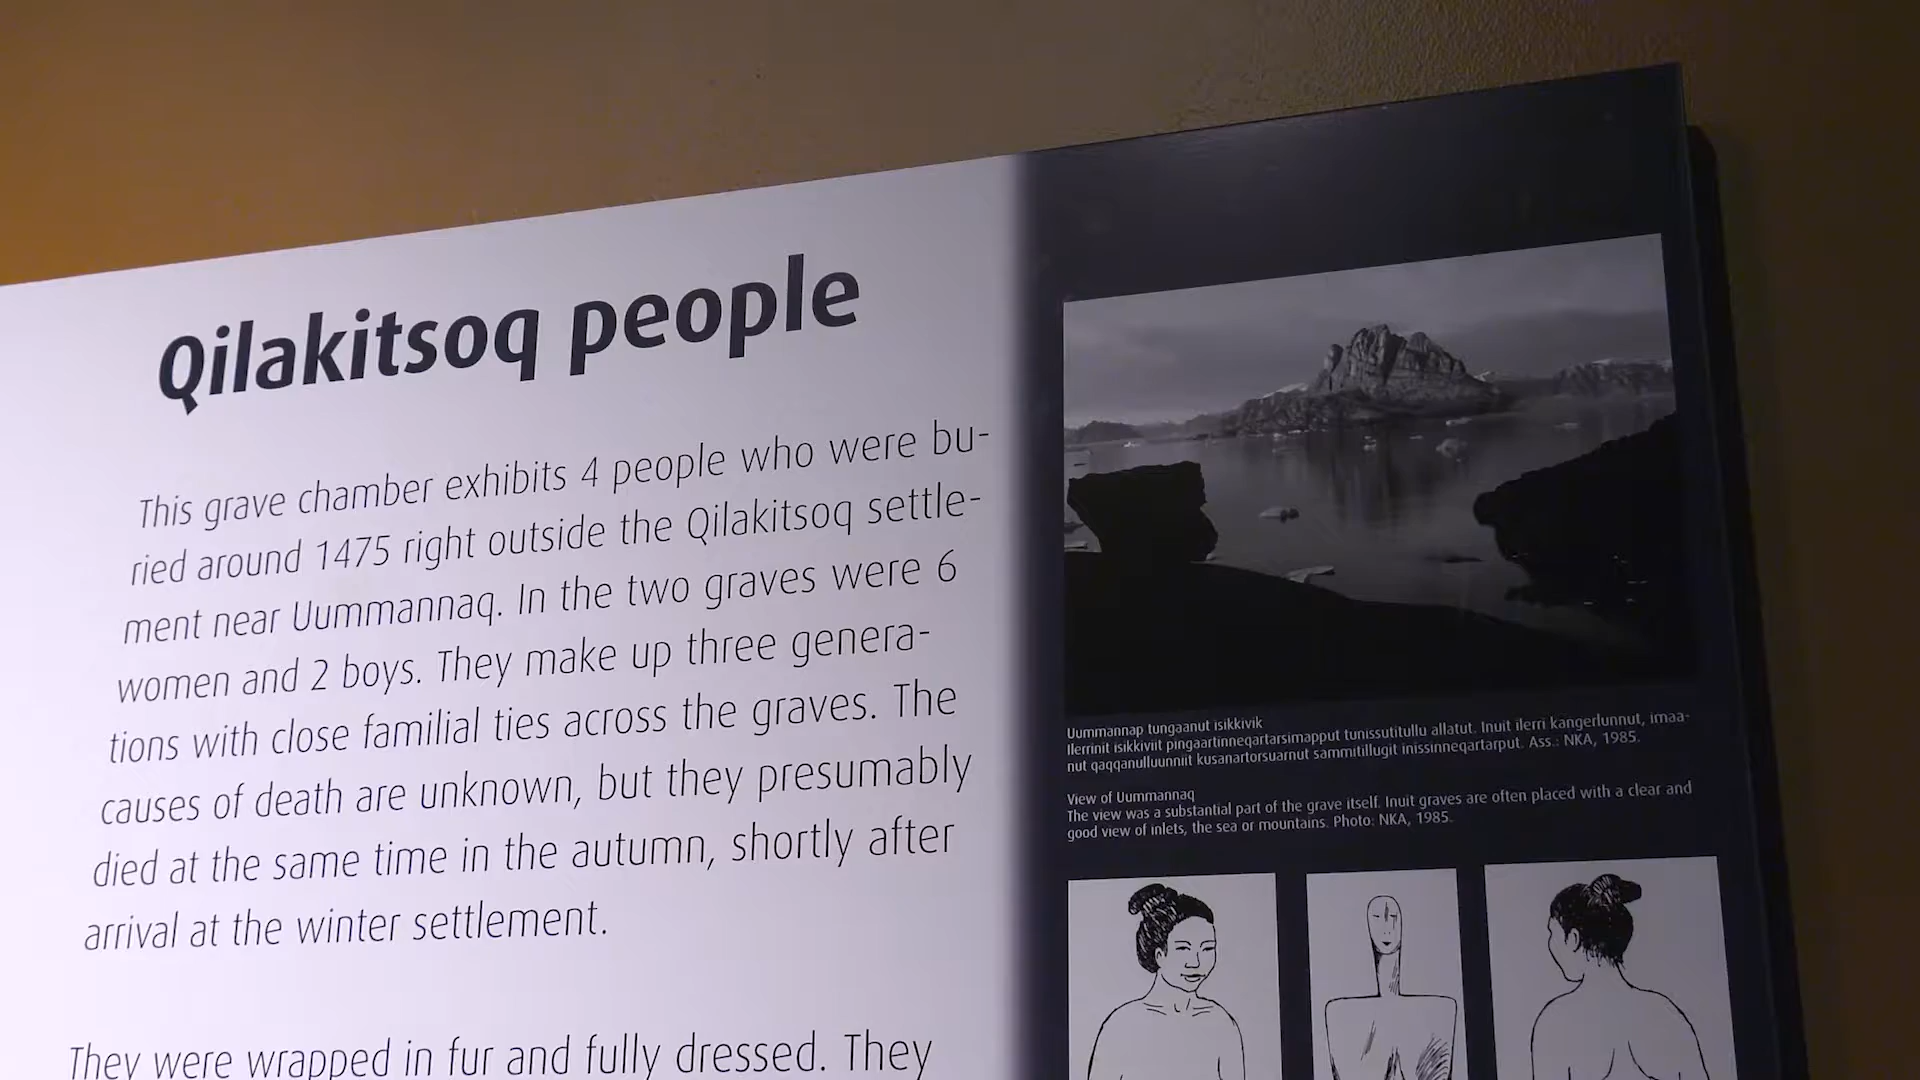 Qilakitsoq people
This grave chamber exhibits 4 people who were bu-
ried around 1475 right outside the Qilakitsoq settle-
ment near Uummannaq. In the two graves were 6
women and 2 boys. They make up three genera-
tions with close familial ties across the graves. The
causes of death are unknown, but they presumably
died at the same time in the autumn, shortly after
arrival at the winter settlement.
They were wrapped in fur and fully dressed. They
Uummannap tungaanut isikkivik
Ilerrinit isikkiviit pingaartinneqartarsimapput tunissutitullu allatut. Inuit ilerri kangerlunnut, imaa-
nut qaqqanulluunniit kusanartorsuarnut sammitillugit inissinneqartarput. Ass.: NKA, 1985.
View of Uummannaq
The view was a substantial part of the grave itself. Inuit graves are often placed with a clear and
good view of inlets, the sea or mountains. Photo: NKA, 1985.